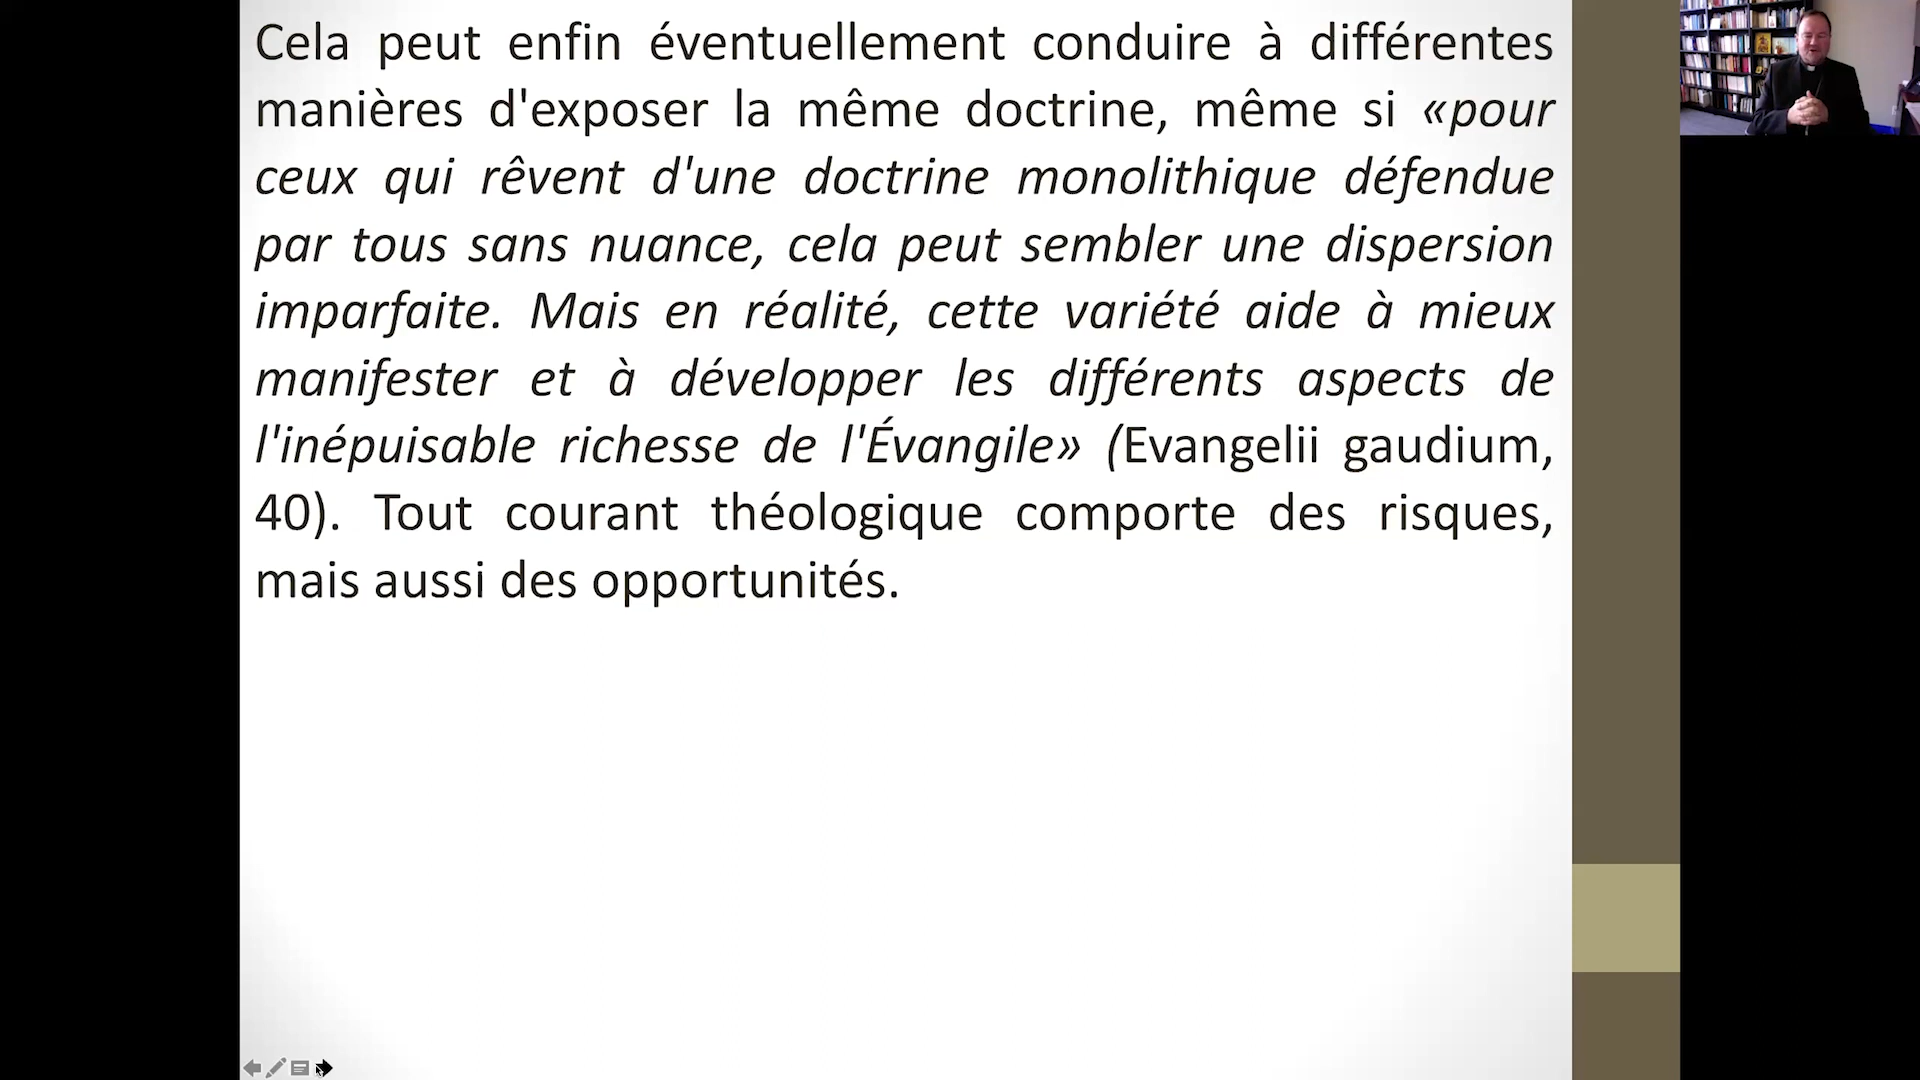 Cela peut enfin éventuellement conduire à différentes
manières d'exposer la même doctrine, même si «pour
ceux qui rêvent d'une doctrine monolithique défendue
par tous sans nuance, cela peut sembler une dispersion
imparfaite. Mais en réalité, cette variété aide à mieux
manifester et à développer les différents aspects de
l'inépuisable richesse de l'Évangile» (Evangelii gaudium,
40). Tout courant théologique comporte des risques,
mais aussi des opportunités.